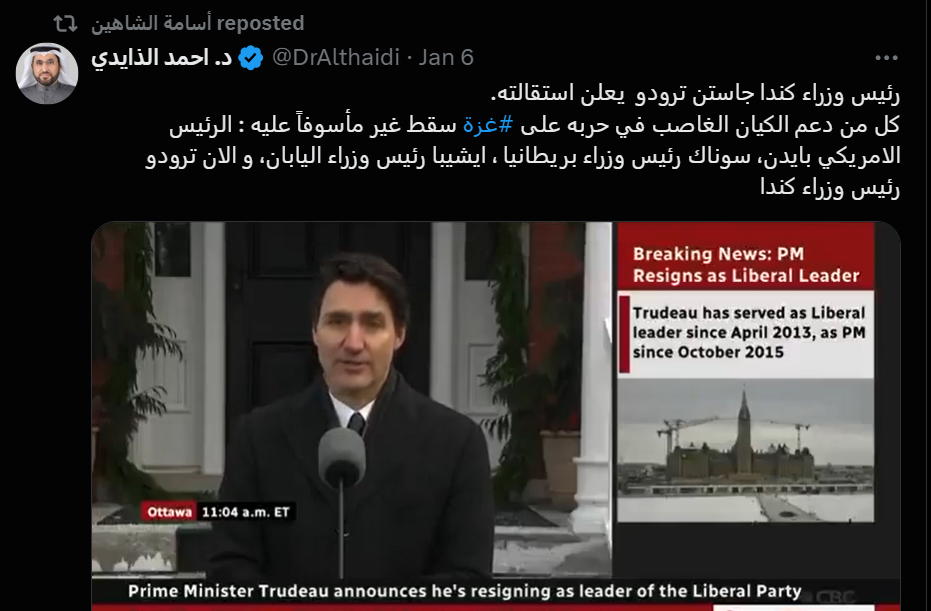 أسامة الشاهين reposted
د. احمد الذايدي @DrAlthaidi · Jan 6
رئيس وزراء كندا جاستن ترودو يعلن استقالته.
كل من دعم الكيان الغاصب في حربه على #غزة سقط غير مأسوفاً عليه : الرئيس
الامريكي بايدن، سوناك رئيس وزراء بريطانيا ، ايشيبا رئيس وزراء اليابان، و الان ترودو
رئيس وزراء كندا
Breaking News: PM
Resigns as Liberal Leader
Trudeau has served as Liberal
leader since April 2013, as PM
since October 2015
Ottawa 11:04 a.m. ET
Prime Minister Trudeau announces he's resigning as leader of the Liberal Party
CBC